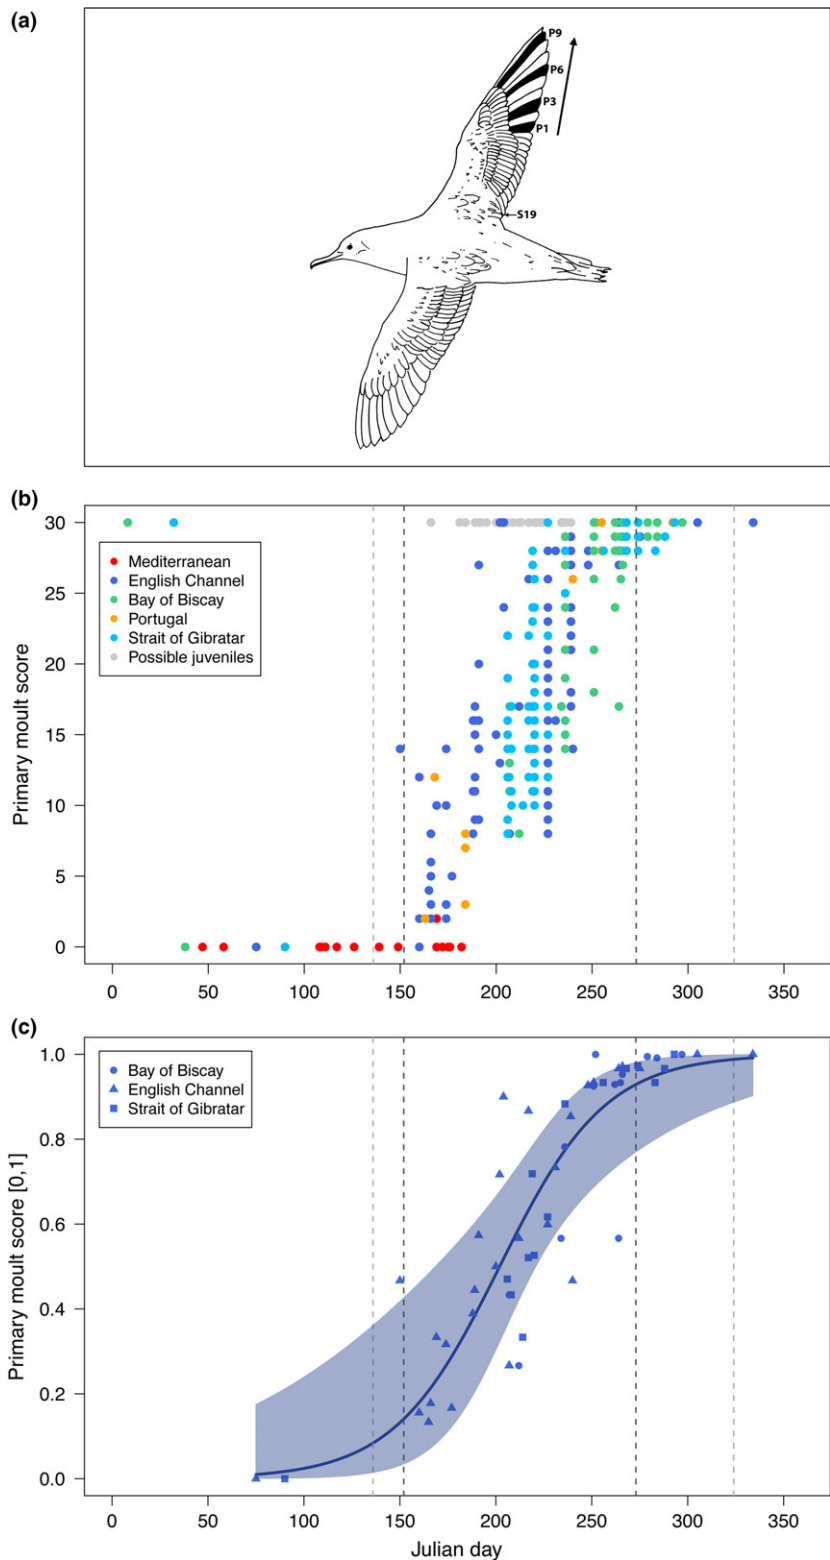 (a)
P9
P6
P3
P1
S19
(b)
Primary moult score
30
25
20
15
10
5
0
Mediterranean
English Channel
Bay of Biscay
Portugal
Strait of Gibratar
Possible juveniles
0 50 100 150 200 250 300 350
(c)
Primary moult score [0,1]
1.0
0.8
0.6
0.4
0.2
0.0
Bay of Biscay
English Channel
Strait of Gibratar
0 50 100 150 200 250 300 350
Julian day